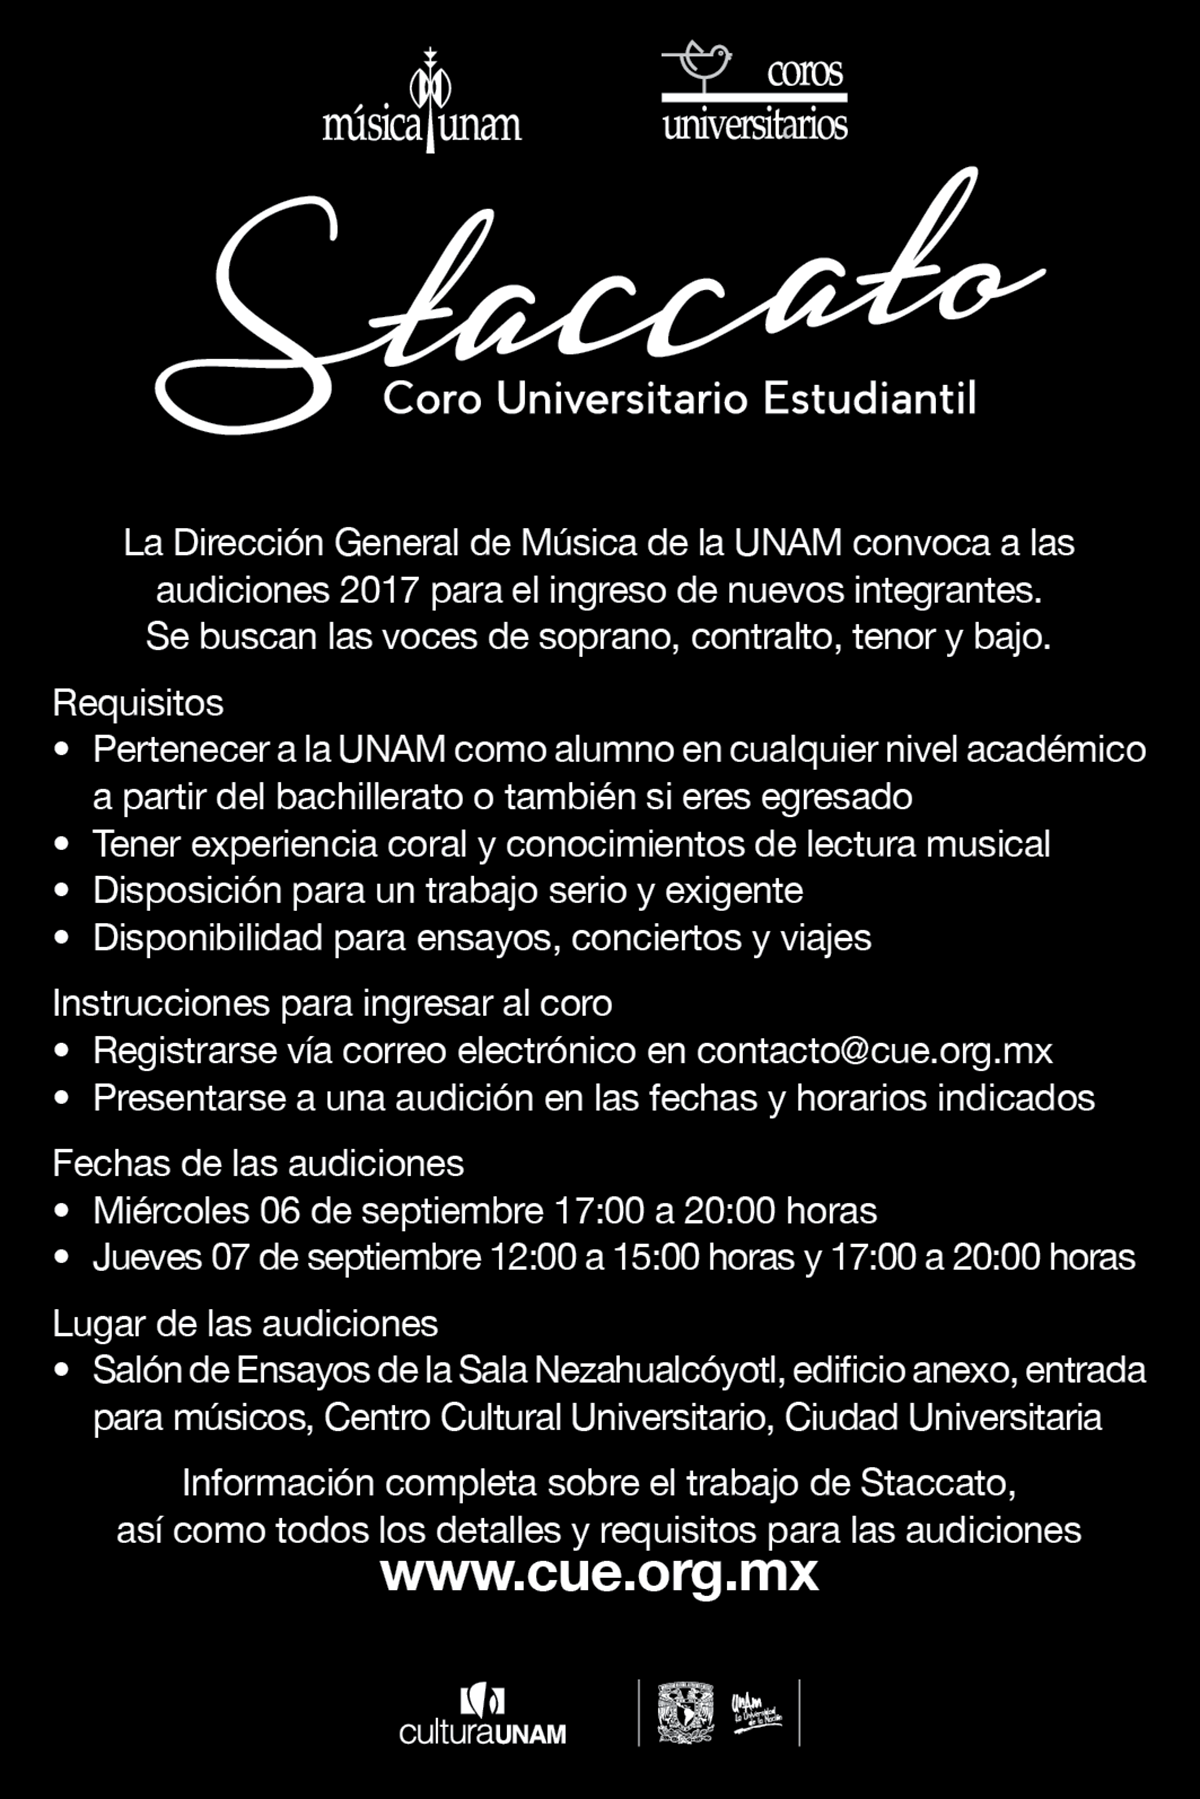 música unam
coros
universitarios
Staccato
Coro Universitario Estudiantil
La Dirección General de Música de la UNAM convoca a las
audiciones 2017 para el ingreso de nuevos integrantes.
Se buscan las voces de soprano, contralto, tenor y bajo.
Requisitos
• Pertenecer a la UNAM como alumno en cualquier nivel académico
a partir del bachillerato o también si eres egresado
• Tener experiencia coral y conocimientos de lectura musical
• Disposición para un trabajo serio y exigente
• Disponibilidad para ensayos, conciertos y viajes
Instrucciones para ingresar al coro
• Registrarse vía correo electrónico en contacto@cue.org.mx
• Presentarse a una audición en las fechas y horarios indicados
Fechas de las audiciones
• Miércoles 06 de septiembre 17:00 a 20:00 horas
• Jueves 07 de septiembre 12:00 a 15:00 horas y 17:00 a 20:00 horas
Lugar de las audiciones
• Salón de Ensayos de la Sala Nezahualcóyotl, edificio anexo, entrada
para músicos, Centro Cultural Universitario, Ciudad Universitaria
Información completa sobre el trabajo de Staccato,
así como todos los detalles y requisitos para las audiciones
www.cue.org.mx
culturaUNAM
UNAM
La Universidad
de la Nación